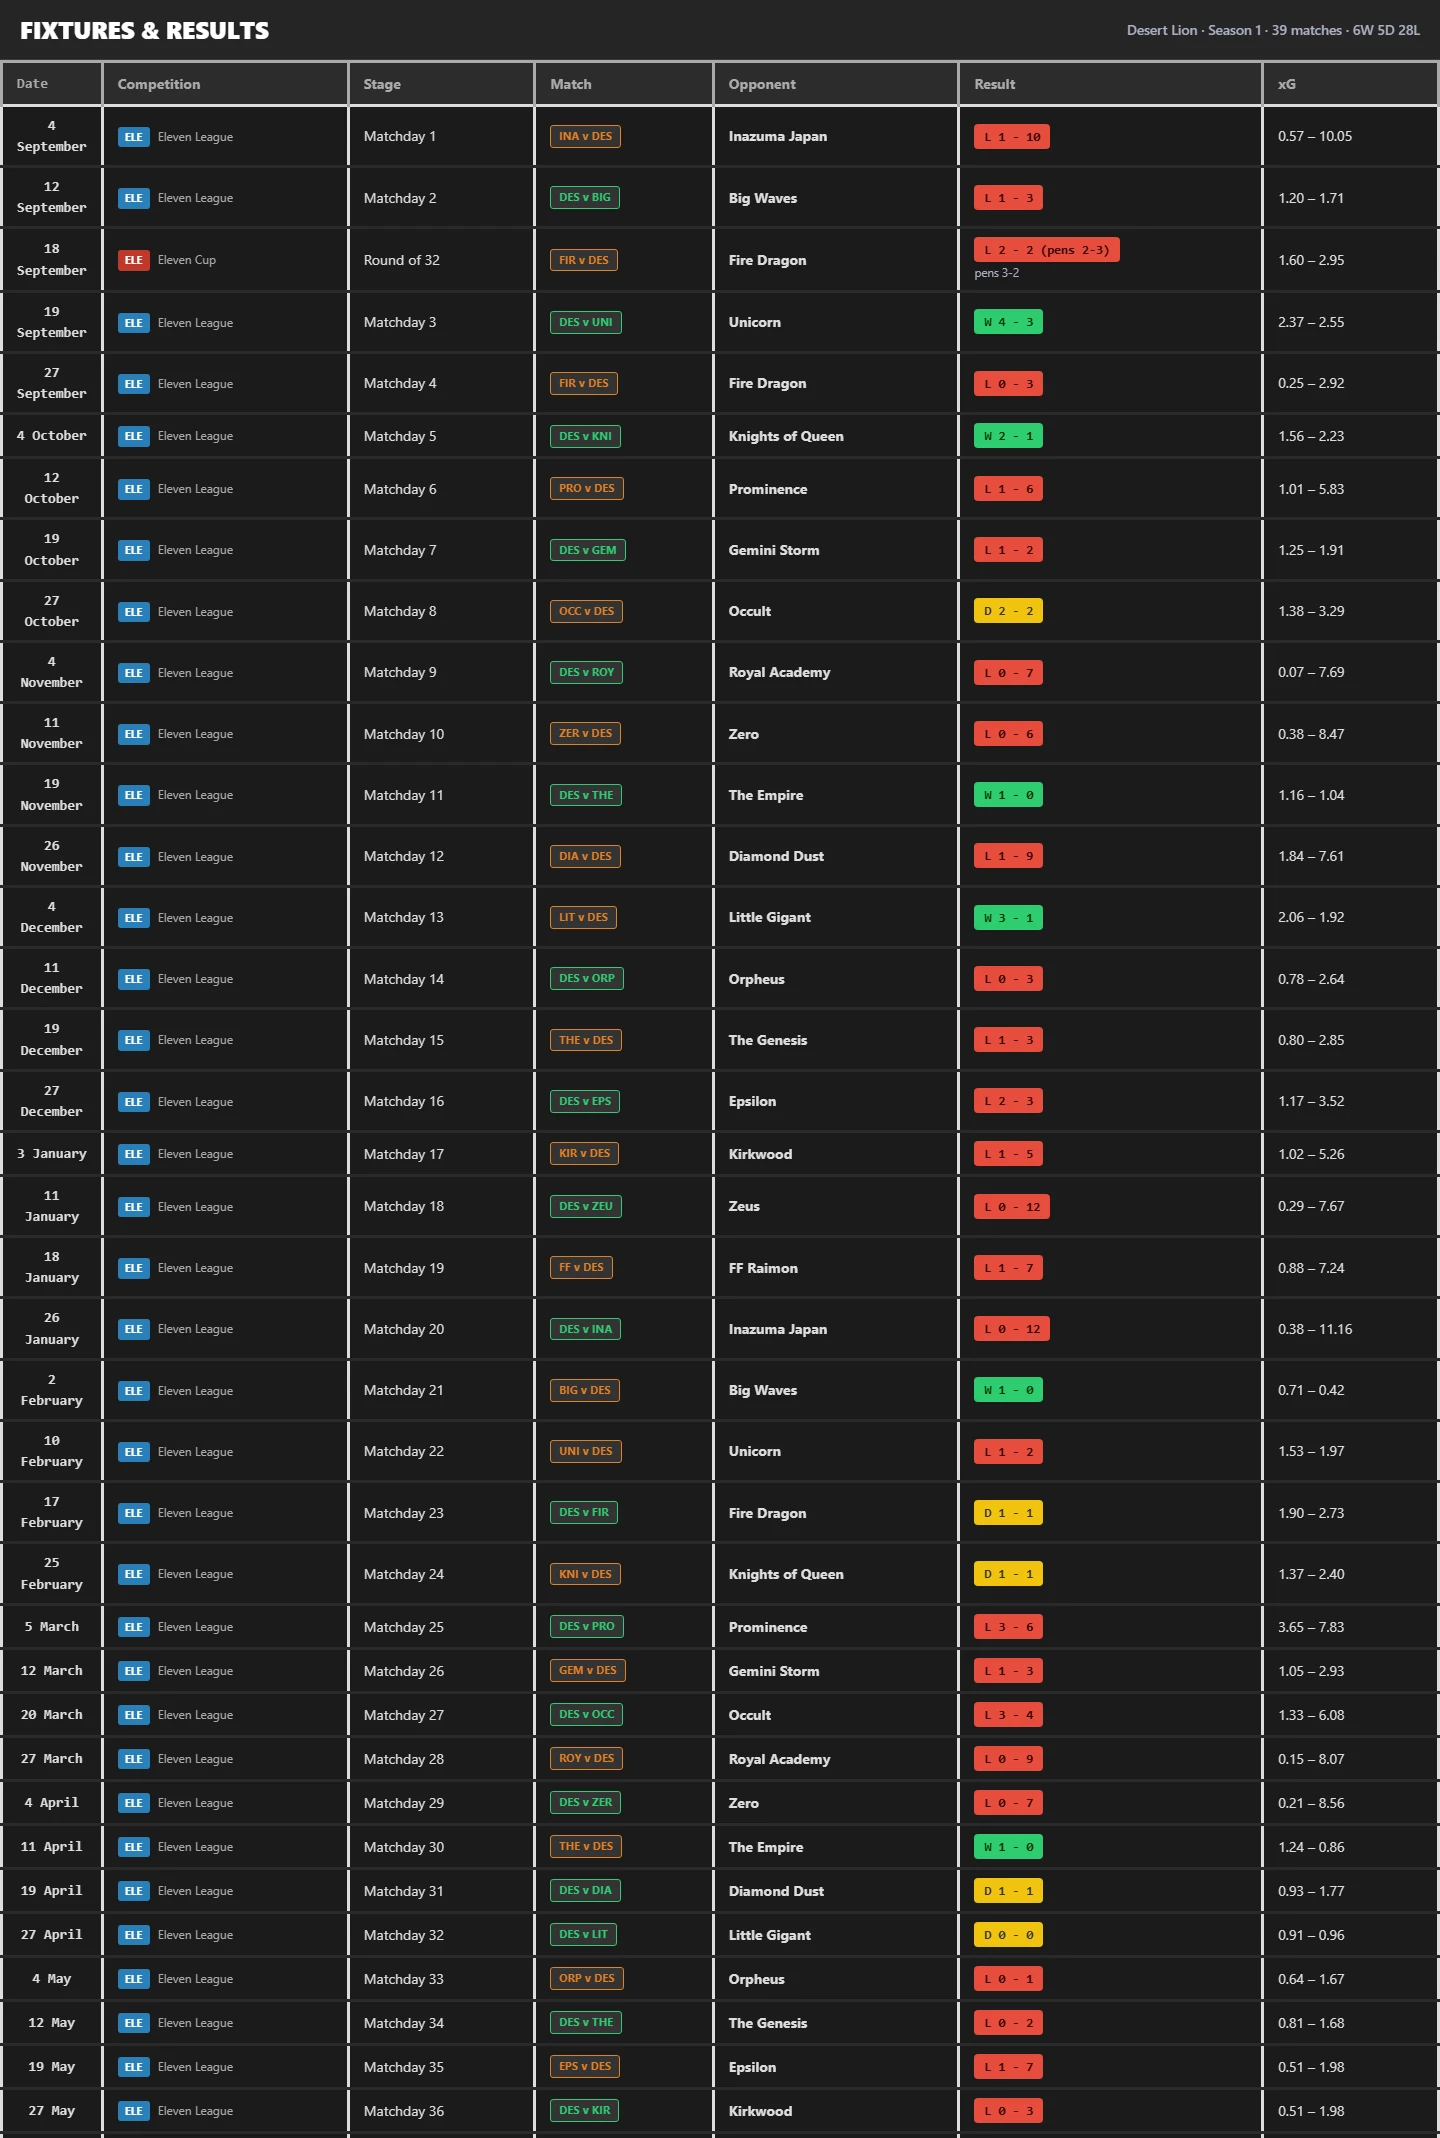 FIXTURES & RESULTS
Desert Lion · Season 1 · 39 matches · 6W 5D 28L
Date Competition Stage Match Opponent Result xG
4 September ELE Eleven League Matchday 1 INA v DES Inazuma Japan L 1 - 10 0.57 – 10.05
12 September ELE Eleven League Matchday 2 DES v BIG Big Waves L 1 - 3 1.20 – 1.71
18 September ELE Eleven Cup Round of 32 FIR v DES Fire Dragon L 2 - 2 (pens 2-3) pens 3-2 1.60 – 2.95
19 September ELE Eleven League Matchday 3 DES v UNI Unicorn W 4 - 3 2.37 – 2.55
27 September ELE Eleven League Matchday 4 FIR v DES Fire Dragon L 0 - 3 0.25 – 2.92
4 October ELE Eleven League Matchday 5 DES v KNI Knights of Queen W 2 - 1 1.56 – 2.23
12 October ELE Eleven League Matchday 6 PRO v DES Prominence L 1 - 6 1.01 – 5.83
19 October ELE Eleven League Matchday 7 DES v GEM Gemini Storm L 1 - 2 1.25 – 1.91
27 October ELE Eleven League Matchday 8 OCC v DES Occult D 2 - 2 1.38 – 3.29
4 November ELE Eleven League Matchday 9 DES v ROY Royal Academy L 0 - 7 0.07 – 7.69
11 November ELE Eleven League Matchday 10 ZER v DES Zero L 0 - 6 0.38 – 8.47
19 November ELE Eleven League Matchday 11 DES v THE The Empire W 1 - 0 1.16 – 1.04
26 November ELE Eleven League Matchday 12 DIA v DES Diamond Dust L 1 - 9 1.84 – 7.61
4 December ELE Eleven League Matchday 13 LIT v DES Little Gigant W 3 - 1 2.06 – 1.92
11 December ELE Eleven League Matchday 14 DES v ORP Orpheus L 0 - 3 0.78 – 2.64
19 December ELE Eleven League Matchday 15 THE v DES The Genesis L 1 - 3 0.80 – 2.85
27 December ELE Eleven League Matchday 16 DES v EPS Epsilon L 2 - 3 1.17 – 3.52
3 January ELE Eleven League Matchday 17 KIR v DES Kirkwood L 1 - 5 1.02 – 5.26
11 January ELE Eleven League Matchday 18 DES v ZEU Zeus L 0 - 12 0.29 – 7.67
18 January ELE Eleven League Matchday 19 FF v DES FF Raimon L 1 - 7 0.88 – 7.24
26 January ELE Eleven League Matchday 20 DES v INA Inazuma Japan L 0 - 12 0.38 – 11.16
2 February ELE Eleven League Matchday 21 BIG v DES Big Waves W 1 - 0 0.71 – 0.42
10 February ELE Eleven League Matchday 22 UNI v DES Unicorn L 1 - 2 1.53 – 1.97
17 February ELE Eleven League Matchday 23 DES v FIR Fire Dragon D 1 - 1 1.90 – 2.73
25 February ELE Eleven League Matchday 24 KNI v DES Knights of Queen D 1 - 1 1.37 – 2.40
5 March ELE Eleven League Matchday 25 DES v PRO Prominence L 3 - 6 3.65 – 7.83
12 March ELE Eleven League Matchday 26 GEM v DES Gemini Storm L 1 - 3 1.05 – 2.93
20 March ELE Eleven League Matchday 27 DES v OCC Occult L 3 - 4 1.33 – 6.08
27 March ELE Eleven League Matchday 28 ROY v DES Royal Academy L 0 - 9 0.15 – 8.07
4 April ELE Eleven League Matchday 29 DES v ZER Zero L 0 - 7 0.21 – 8.56
11 April ELE Eleven League Matchday 30 THE v DES The Empire W 1 - 0 1.24 – 0.86
19 April ELE Eleven League Matchday 31 DES v DIA Diamond Dust D 1 - 1 0.93 – 1.77
27 April ELE Eleven League Matchday 32 DES v LIT Little Gigant D 0 - 0 0.91 – 0.96
4 May ELE Eleven League Matchday 33 ORP v DES Orpheus L 0 - 1 0.64 – 1.67
12 May ELE Eleven League Matchday 34 DES v THE The Genesis L 0 - 2 0.81 – 1.68
19 May ELE Eleven League Matchday 35 EPS v DES Epsilon L 1 - 7 0.51 – 1.98
27 May ELE Eleven League Matchday 36 DES v KIR Kirkwood L 0 - 3 0.51 – 1.98